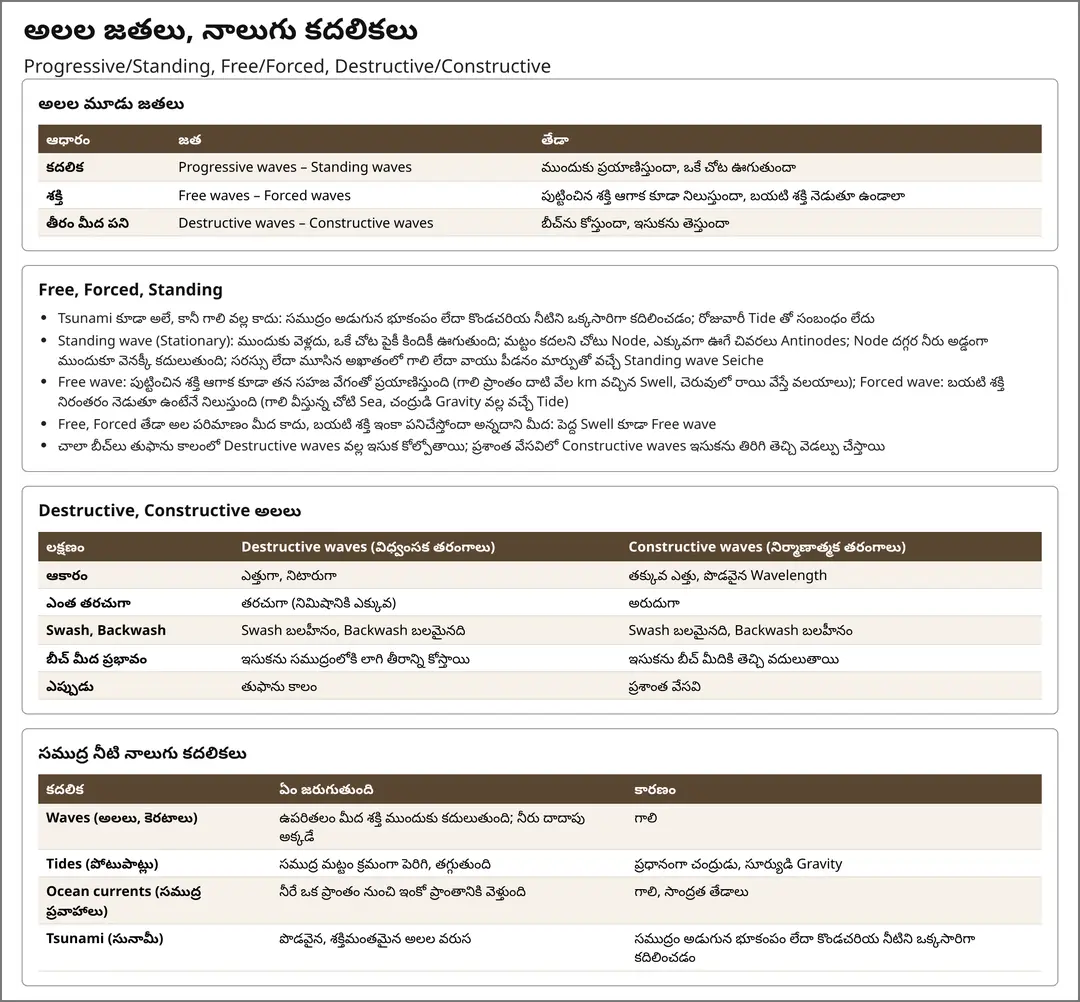 అలల జతలు, నాలుగు కదలికలు
Progressive/Standing, Free/Forced, Destructive/Constructive
అలల మూడు జతలు
ఆధారం జత తేడా
కదలిక Progressive waves – Standing waves ముందుకు ప్రయాణిస్తుందా, ఒకే చోట ఊగుతుందా
శక్తి Free waves – Forced waves పుట్టించిన శక్తి ఆగాక కూడా నిలుస్తుందా, బయటి శక్తి నెడుతూ ఉండాలా
తీరం మీద పని Destructive waves – Constructive waves బీచ్‌ను కోస్తుందా, ఇసుకను తెస్తుందా
Free, Forced, Standing
• Tsunami కూడా అలే, కానీ గాలి వల్ల కాదు: సముద్రం అడుగున భూకంపం లేదా కొండచరియ నీటిని ఒక్కసారిగా కదిలించడం; రోజువారీ Tide తో సంబంధం లేదు
• Standing wave (Stationary): ముందుకు వెళ్లదు, ఒకే చోట పైకీ కిందికీ ఊగుతుంది; మట్టం కదలని చోటు Node, ఎక్కువగా ఊగే చివరలు Antinodes; Node దగ్గర నీరు అడ్డంగా
ముందుకూ వెనక్కీ కదులుతుంది; సరస్సు లేదా మూసిన అఖాతంలో గాలి లేదా వాయు పీడనం మార్పుతో వచ్చే Standing wave Seiche
• Free wave: పుట్టించిన శక్తి ఆగాక కూడా తన సహజ వేగంతో ప్రయాణిస్తుంది (గాలి ప్రాంతం దాటి వేల km వచ్చిన Swell, చెరువులో రాయి వేస్తే వలయాలు); Forced wave: బయటి శక్తి
నిరంతరం నెడుతూ ఉంటేనే నిలుస్తుంది (గాలి వీస్తున్న చోటి Sea, చంద్రుడి Gravity వల్ల వచ్చే Tide)
• Free, Forced తేడా అల పరిమాణం మీద కాదు, బయటి శక్తి ఇంకా పనిచేస్తోందా అన్నదాని మీద: పెద్ద Swell కూడా Free wave
• చాలా బీచ్‌లు తుఫాను కాలంలో Destructive waves వల్ల ఇసుక కోల్పోతాయి; ప్రశాంత వేసవిలో Constructive waves ఇసుకను తిరిగి తెచ్చి వెడల్పు చేస్తాయి
Destructive, Constructive అలలు
లక్షణం Destructive waves (విధ్వంసక తరంగాలు) Constructive waves (నిర్మాణాత్మక తరంగాలు)
ఆకారం ఎత్తుగా, నిటారుగా తక్కువ ఎత్తు, పొడవైన Wavelength
ఎంత తరచుగా తరచుగా (నిమిషానికి ఎక్కువ) అరుదుగా
Swash, Backwash Swash బలహీనం, Backwash బలమైనది Swash బలమైనది, Backwash బలహీనం
బీచ్ మీద ప్రభావం ఇసుకను సముద్రంలోకి లాగి తీరాన్ని కోస్తాయి ఇసుకను బీచ్ మీదికి తెచ్చి వదులుతాయి
ఎప్పుడు తుఫాను కాలం ప్రశాంత వేసవి
సముద్ర నీటి నాలుగు కదలికలు
కదలిక ఏం జరుగుతుంది కారణం
Waves (అలలు, కెరటాలు) ఉపరితలం మీద శక్తి ముందుకు కదులుతుంది; నీరు దాదాపు గాలి
అక్కడే
Tides (పోటుపాట్లు) సముద్ర మట్టం క్రమంగా పెరిగి, తగ్గుతుంది ప్రధానంగా చంద్రుడు, సూర్యుడి Gravity
Ocean currents (సముద్ర నీరే ఒక ప్రాంతం నుంచి ఇంకో ప్రాంతానికి వెళ్తుంది గాలి, సాంద్రత తేడాలు
ప్రవాహాలు)
Tsunami (సునామీ) పొడవైన, శక్తిమంతమైన అలల వరుస సముద్రం అడుగున భూకంపం లేదా కొండచరియ నీటిని ఒక్కసారిగా
కదిలించడం